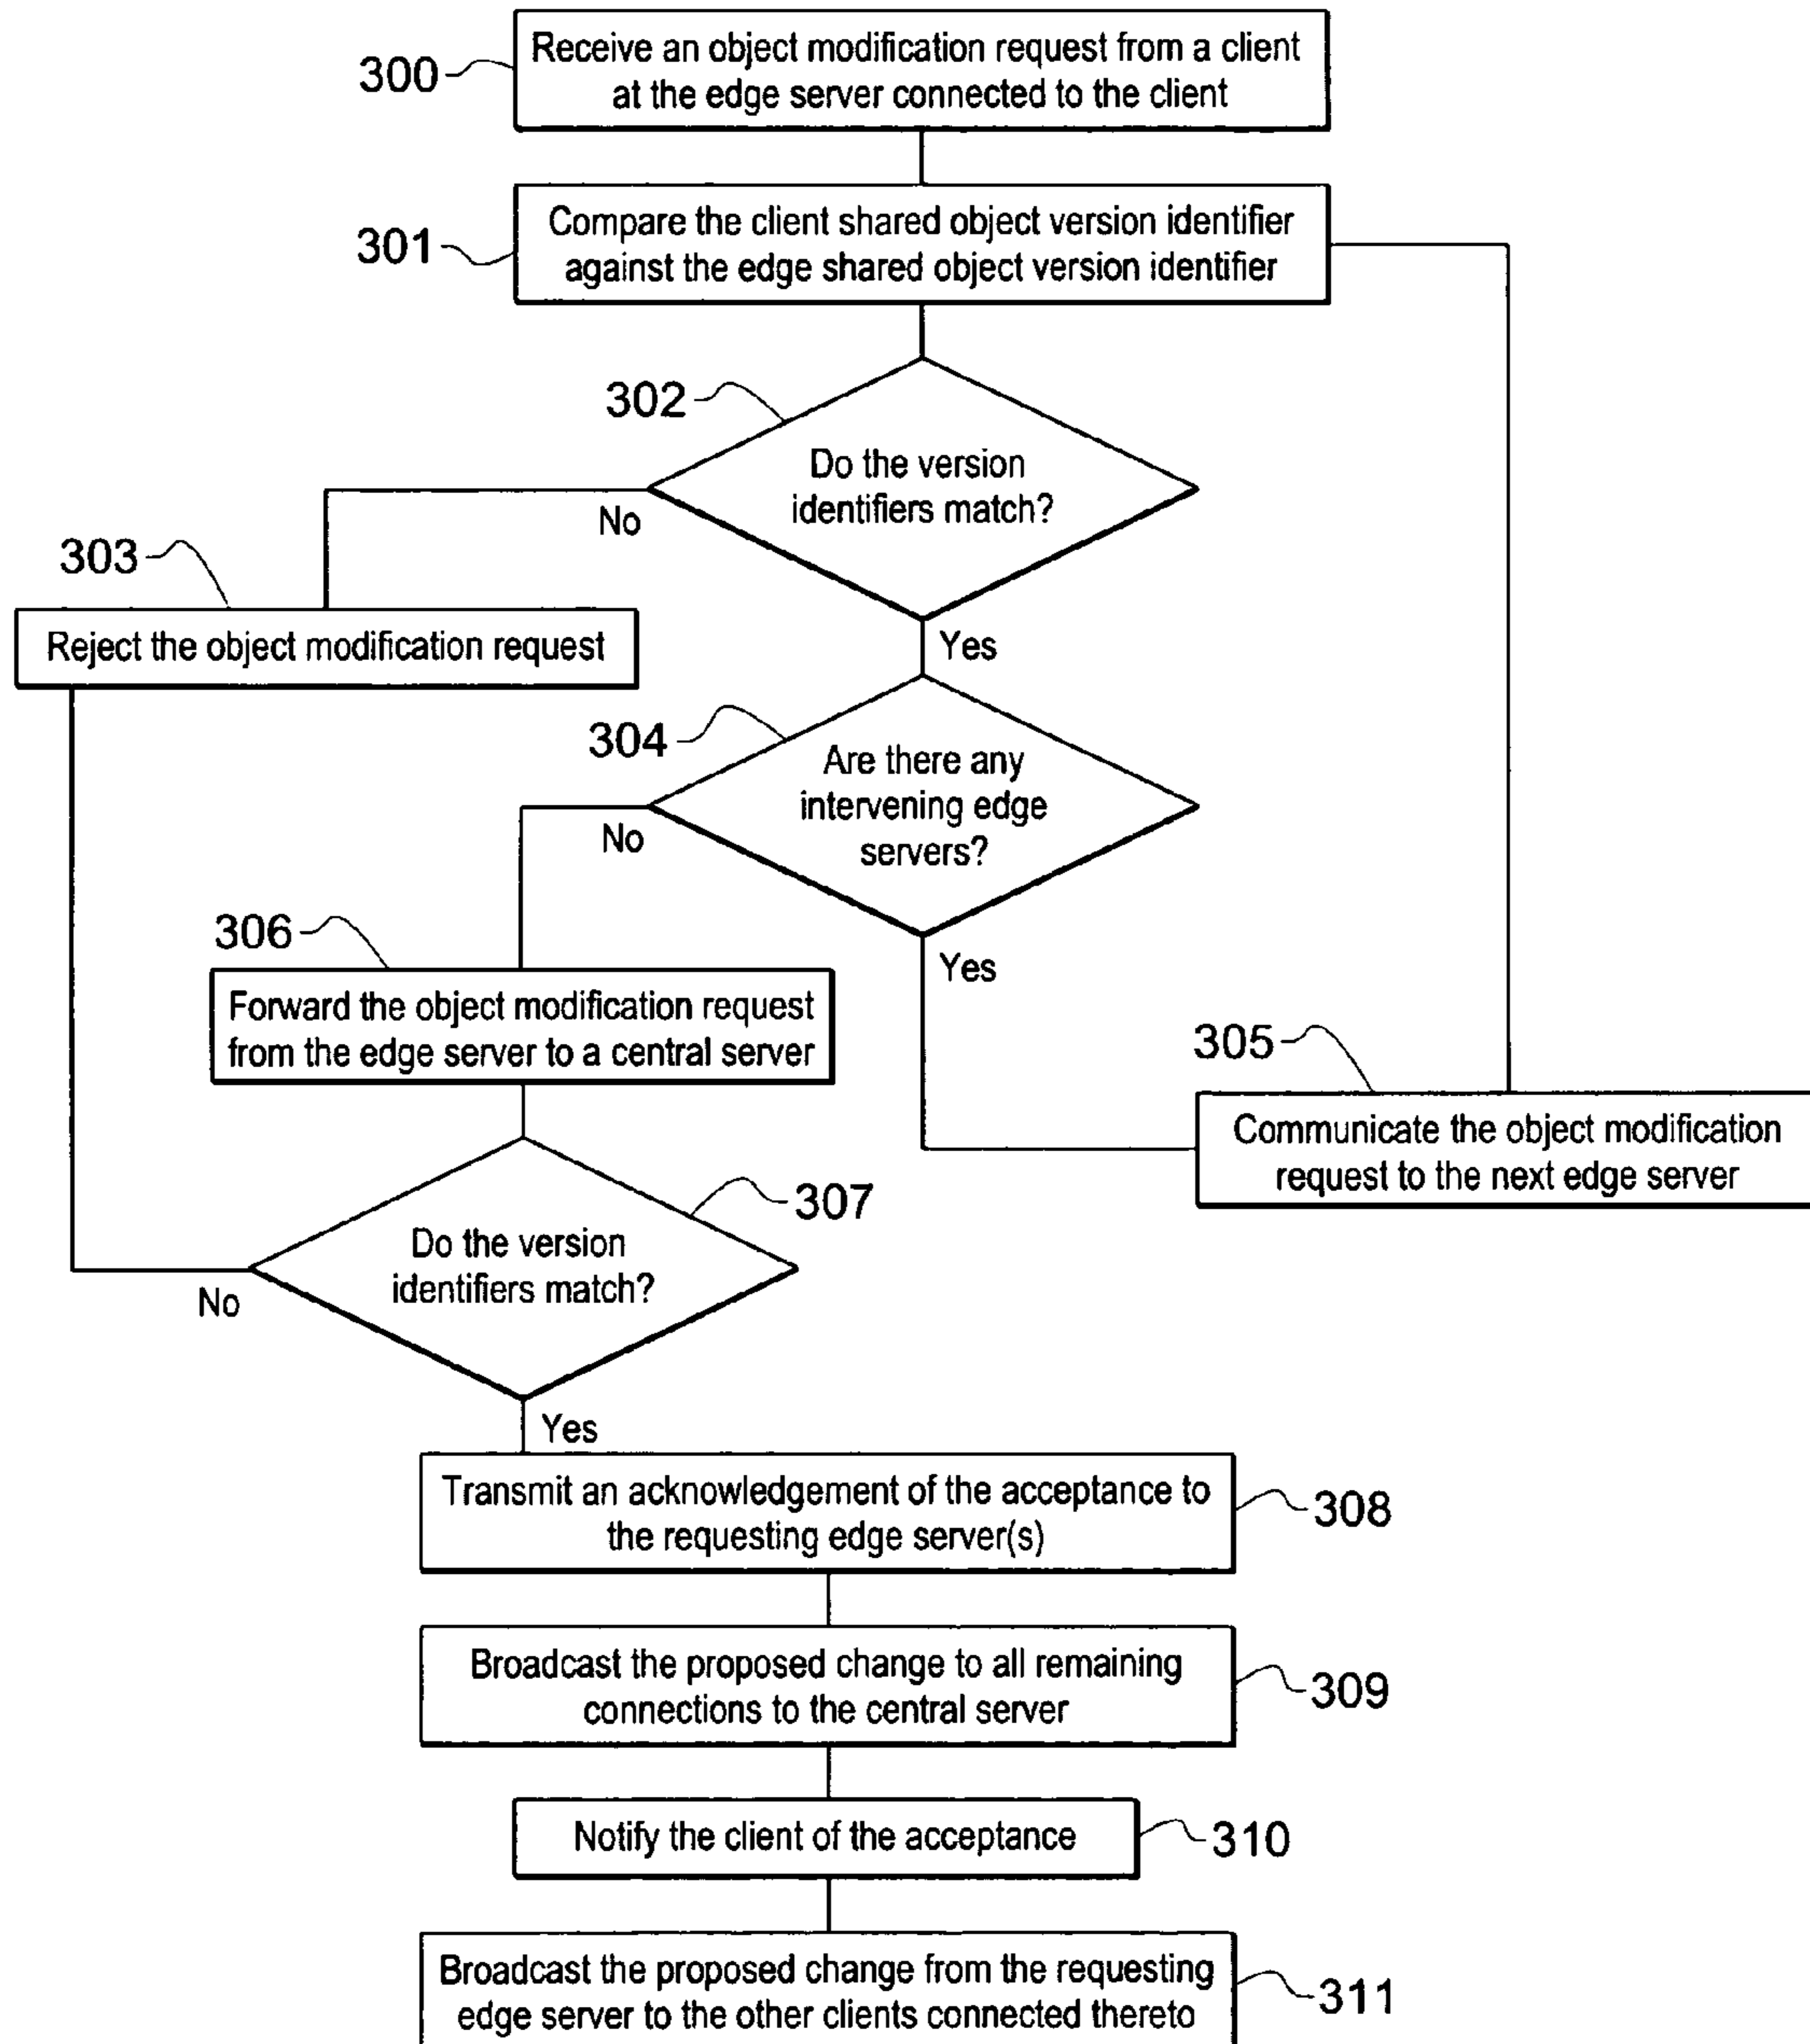 300
Receive an object modification request from a client
at the edge server connected to the client
301
Compare the client shared object version identifier
against the edge shared object version identifier
302
Do the version
identifiers match?
No
Yes
303
Reject the object modification request
304
Are there any
intervening edge
servers?
No
Yes
306
Forward the object modification request
from the edge server to a central server
305
Communicate the object modification
request to the next edge server
307
Do the version
identifiers match?
No
Yes
Transmit an acknowledgement of the acceptance to
the requesting edge server(s)
308
Broadcast the proposed change to all remaining
connections to the central server
309
Notify the client of the acceptance
310
Broadcast the proposed change from the requesting
edge server to the other clients connected thereto
311